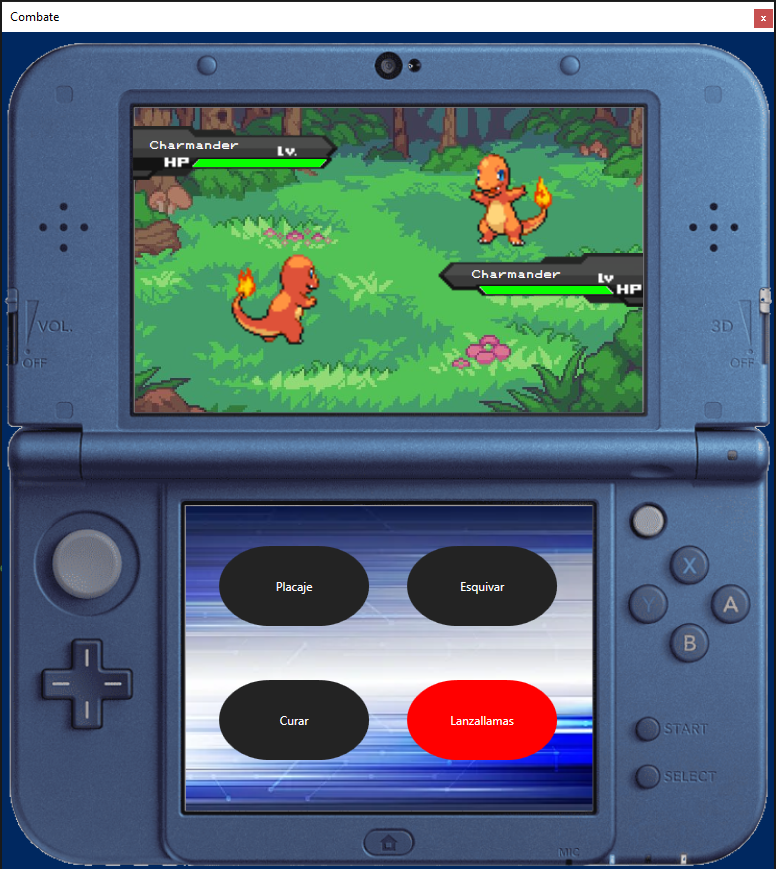 Combate
x
Charmander
Lv.
HP
Charmander
Lv
HP
VOL.
OFF
3D
OFF
Placaje
Esquivar
Curar
Lanzallamas
X
Y
A
B
START
SELECT
MIC